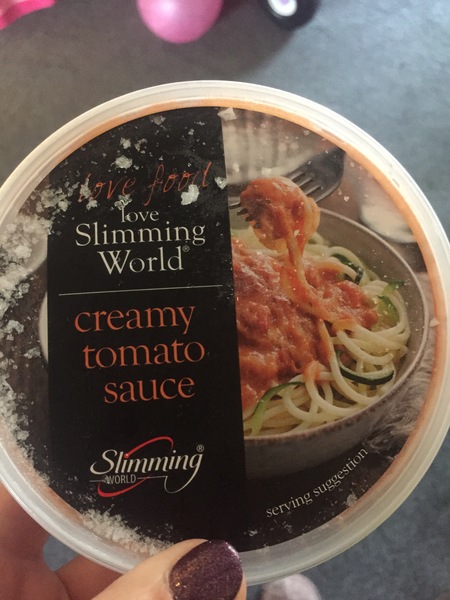 love food
love
Slimming
World®
creamy
tomato
sauce
Slimming®
WORLD
serving suggestion